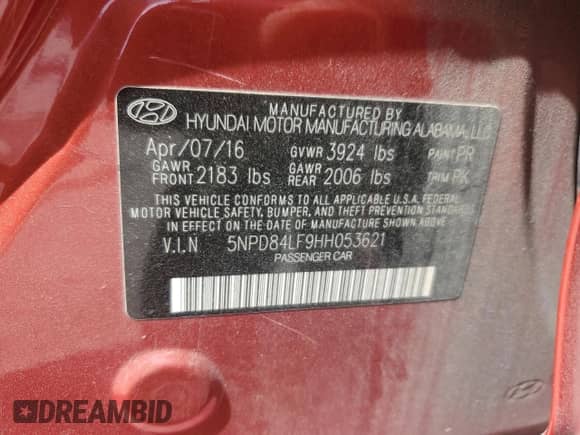 MANUFACTURED BY
HYUNDAI MOTOR MANUFACTURING ALABAMA, LLC
Apr/07/16 GVWR 3924 lbs PAINT PR
GAWR FRONT 2183 lbs GAWR REAR 2006 lbs TRIM PK
THIS VEHICLE CONFORMS TO ALL APPLICABLE U.S.A. FEDERAL
MOTOR VEHICLE SAFETY, BUMPER, AND THEFT PREVENTION STANDARDS
IN EFFECT ON THE DATE OF MANUFACTURE SHOWN ABOVE.
V.I.N 5NPD84LF9HH053621
PASSENGER CAR
DREAMBID